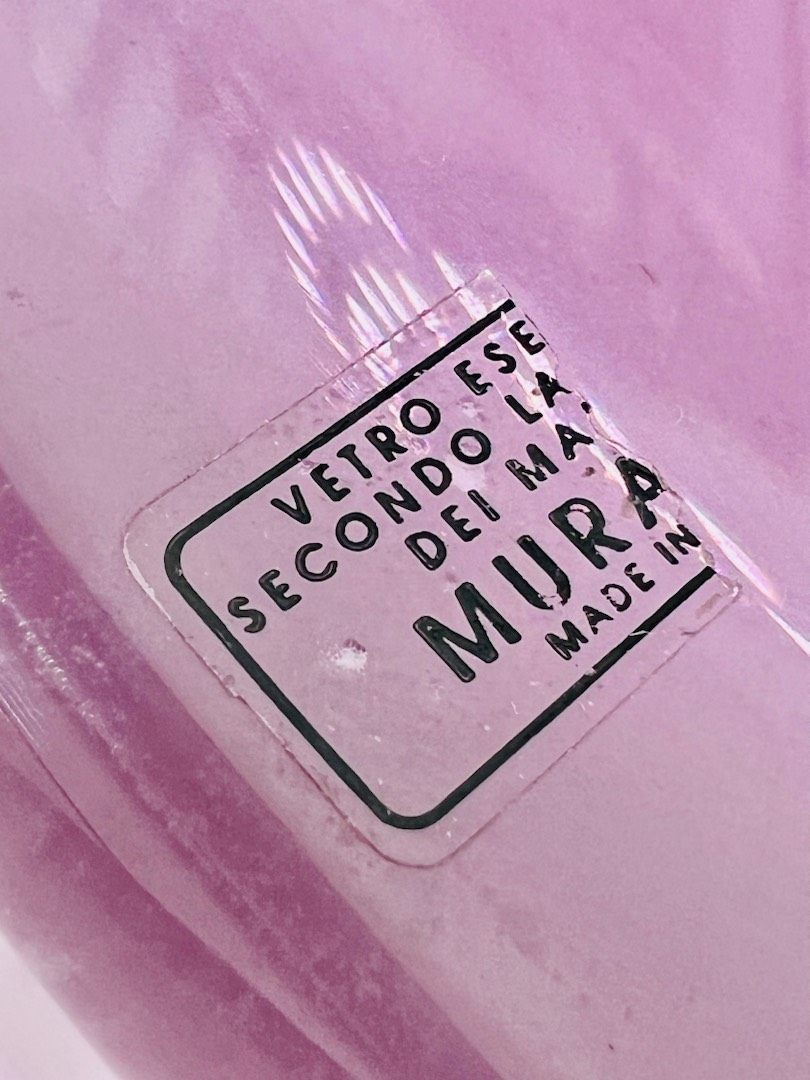 VETRO ESE
SECONDO LA
DEI MA
MURA
MADE IN